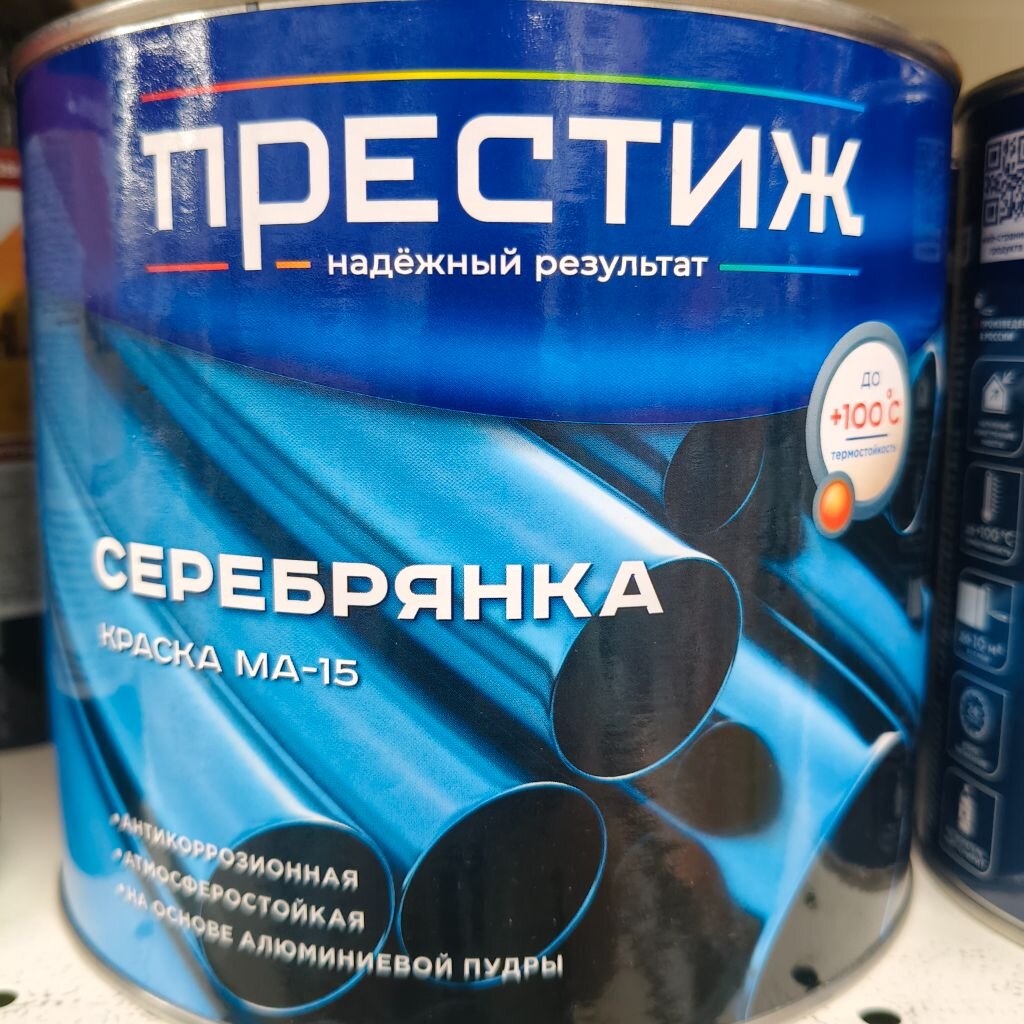 ПРЕСТИЖ
надёжный результат
ДО
+100°С
термостойкость
СЕРЕБРЯНКА
КРАСКА МА-15
АНТИКОРРОЗИОННАЯ
АТМОСФЕРОСТОЙКАЯ
НА ОСНОВЕ АЛЮМИНИЕВОЙ ПУДРЫ